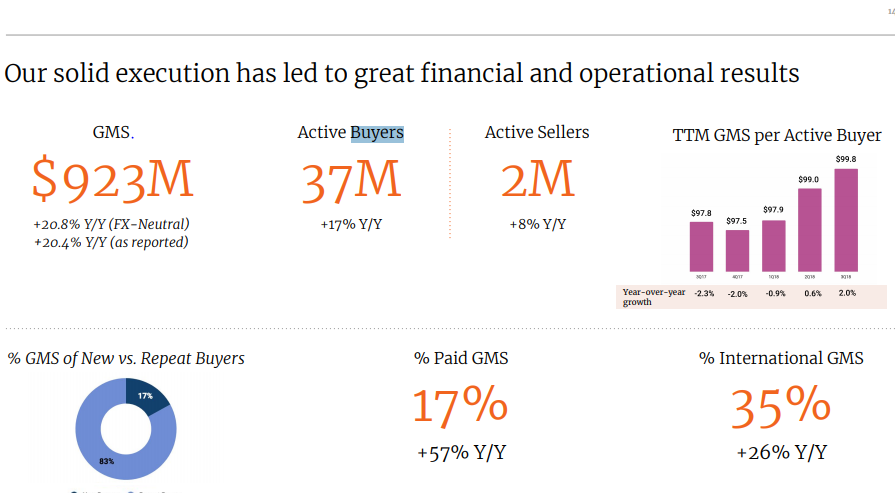 Our solid execution has led to great financial and operational results
GMS.
$923M
+20.8% Y/Y (FX-Neutral)
+20.4% Y/Y (as reported)
Active Buyers
37M
+17% Y/Y
Active Sellers
2M
+8% Y/Y
TTM GMS per Active Buyer
$97.8
$97.5
$97.9
$99.0
$99.8
3Q17
4Q17
1Q18
2Q18
3Q18
Year-over-year
growth
-2.3%
-2.0%
-0.9%
0.6%
2.0%
% GMS of New vs. Repeat Buyers
17%
83%
% Paid GMS
17%
+57% Y/Y
% International GMS
35%
+26% Y/Y